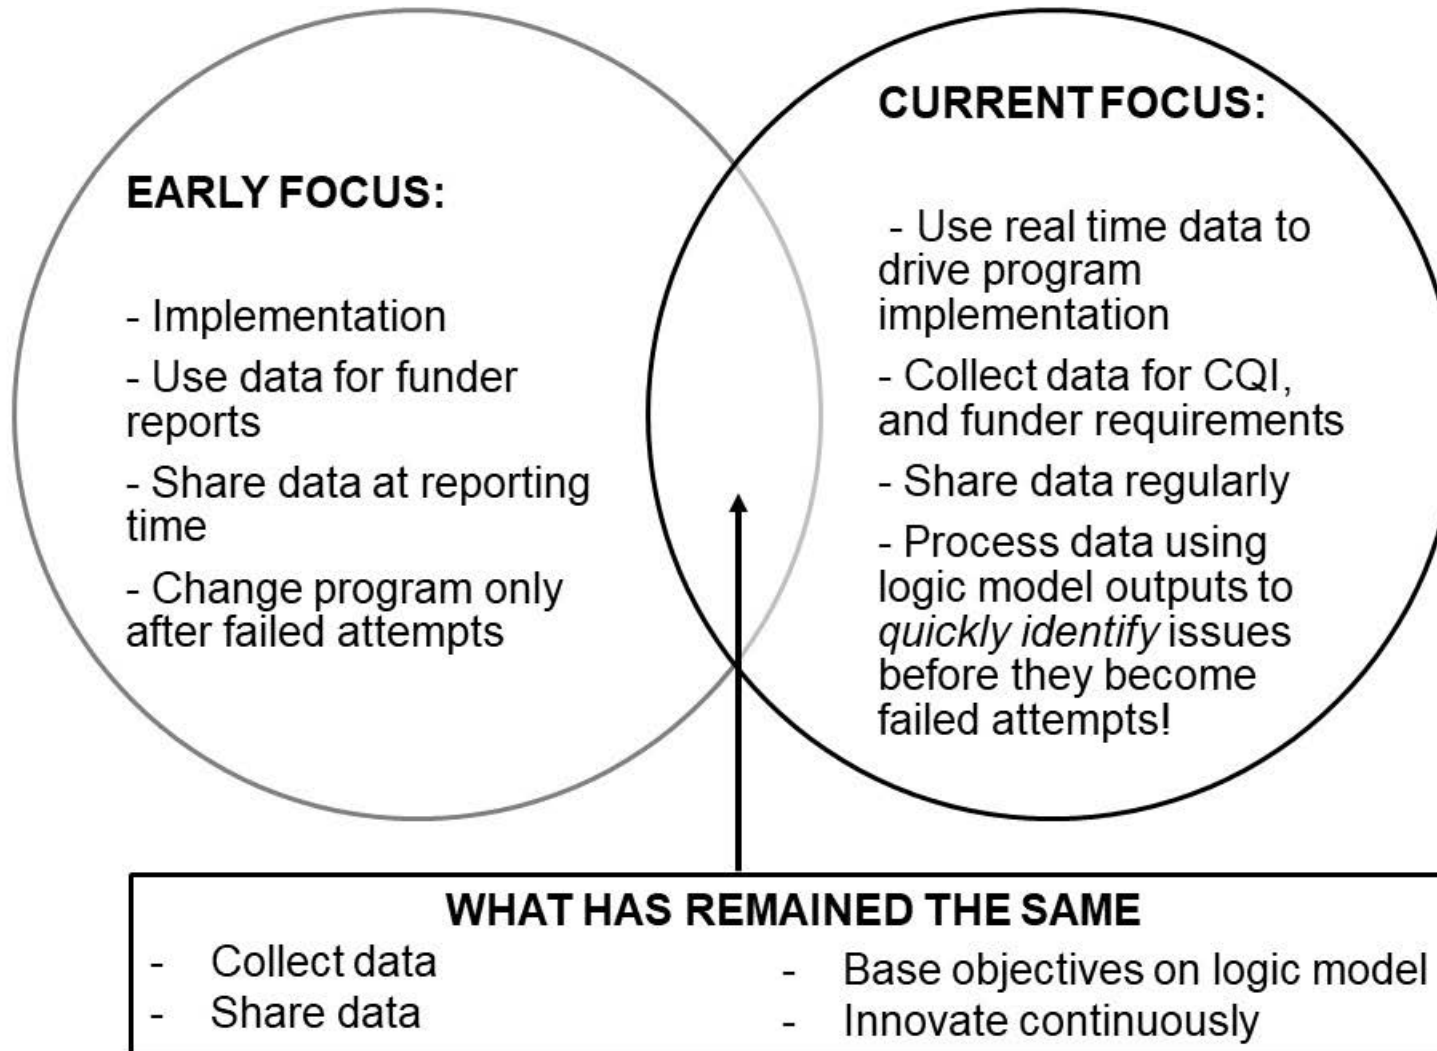 EARLY FOCUS:
- Implementation
- Use data for funder
reports
- Share data at reporting
time
- Change program only
after failed attempts
CURRENT FOCUS:
- Use real time data to
drive program
implementation
- Collect data for CQI,
and funder requirements
- Share data regularly
- Process data using
logic model outputs to
quickly identify issues
before they become
failed attempts!
WHAT HAS REMAINED THE SAME
- Collect data
- Share data
- Base objectives on logic model
- Innovate continuously